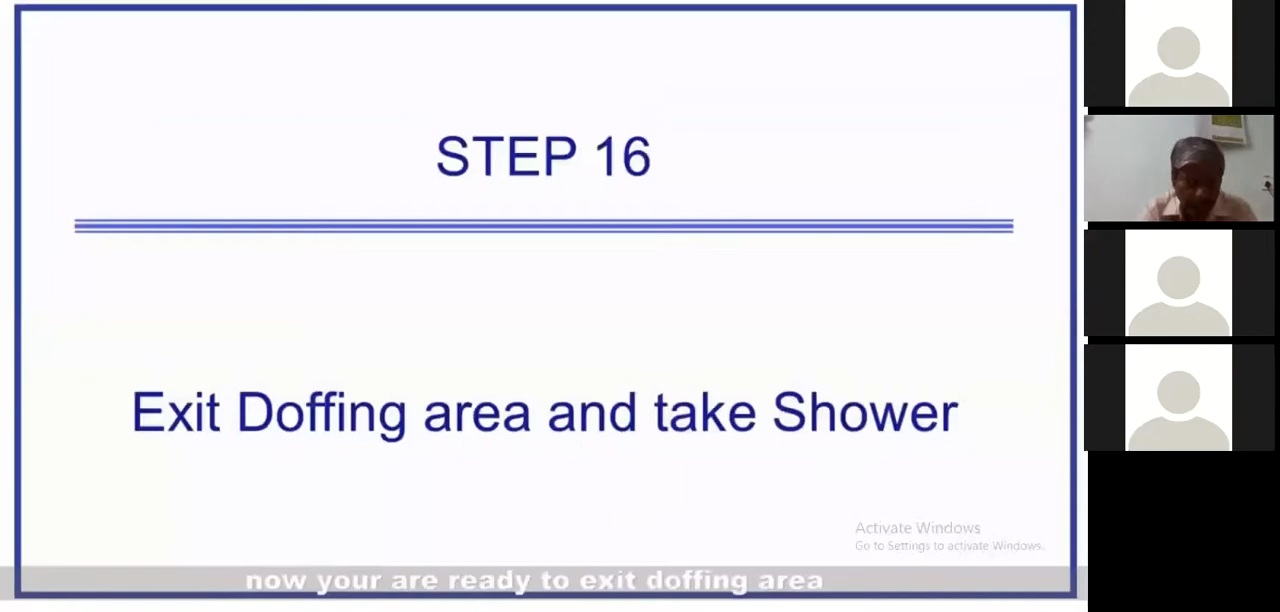 STEP 16
Exit Doffing area and take Shower
Activate Windows
Go to Settings to activate Windows.
now your are ready to exit doffing area